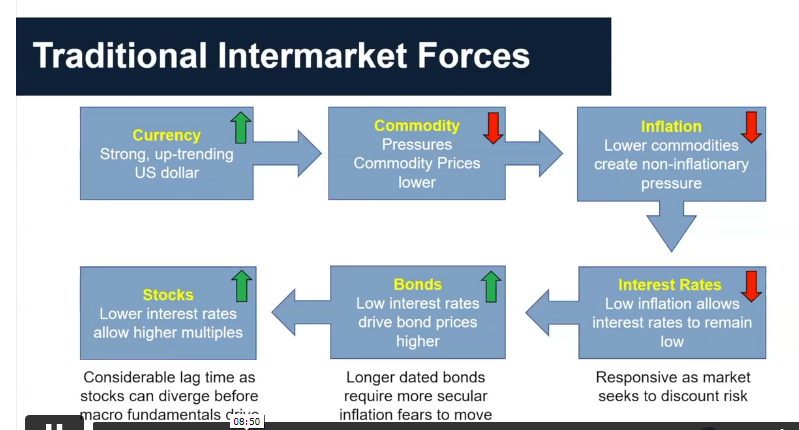 Traditional Intermarket Forces
Currency
Strong, up-trending
US dollar
Commodity
Pressures
Commodity Prices
lower
Inflation
Lower commodities
create non-inflationary
pressure
Stocks
Lower interest rates
allow higher multiples
Bonds
Low interest rates
drive bond prices
higher
Interest Rates
Low inflation allows
interest rates to remain
low
Considerable lag time as
stocks can diverge before
macro fundamentals
Longer dated bonds
require more secular
inflation fears to move
Responsive as market
seeks to discount risk
08:50